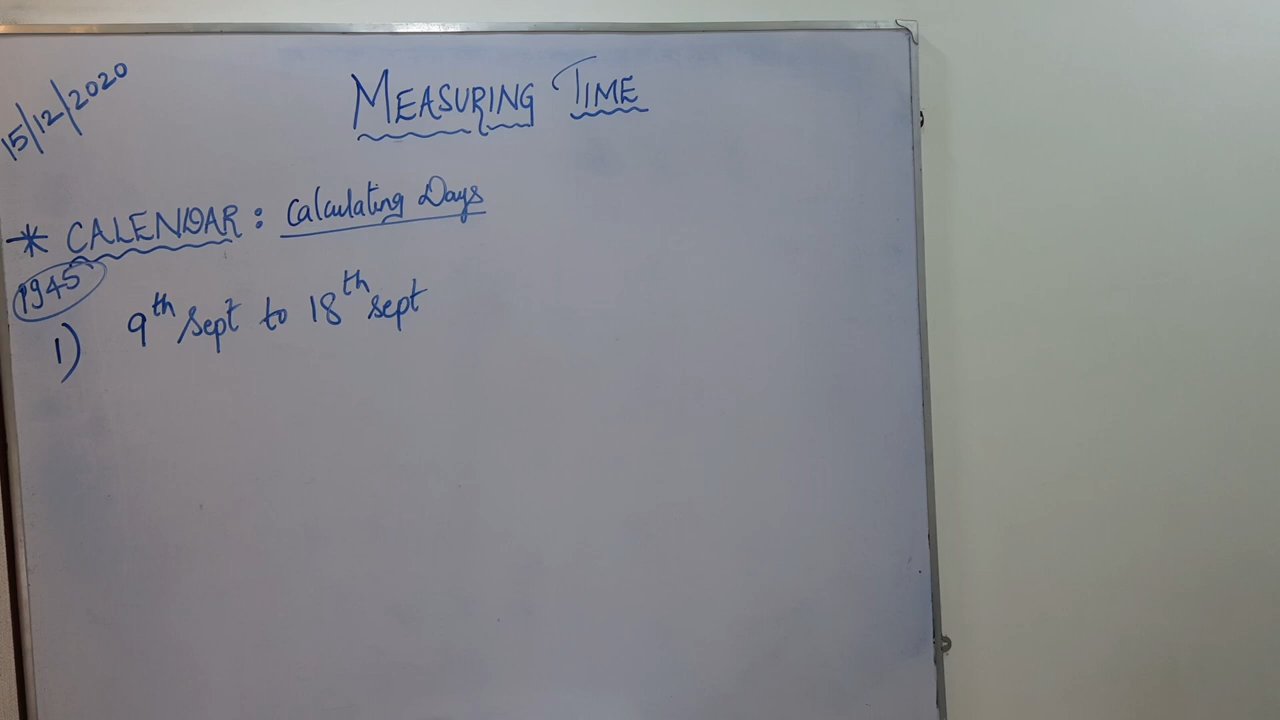 15/12/2020
MEASURING TIME
* CALENDAR: Calculating Days
1945
1) 9th Sept to 18th Sept